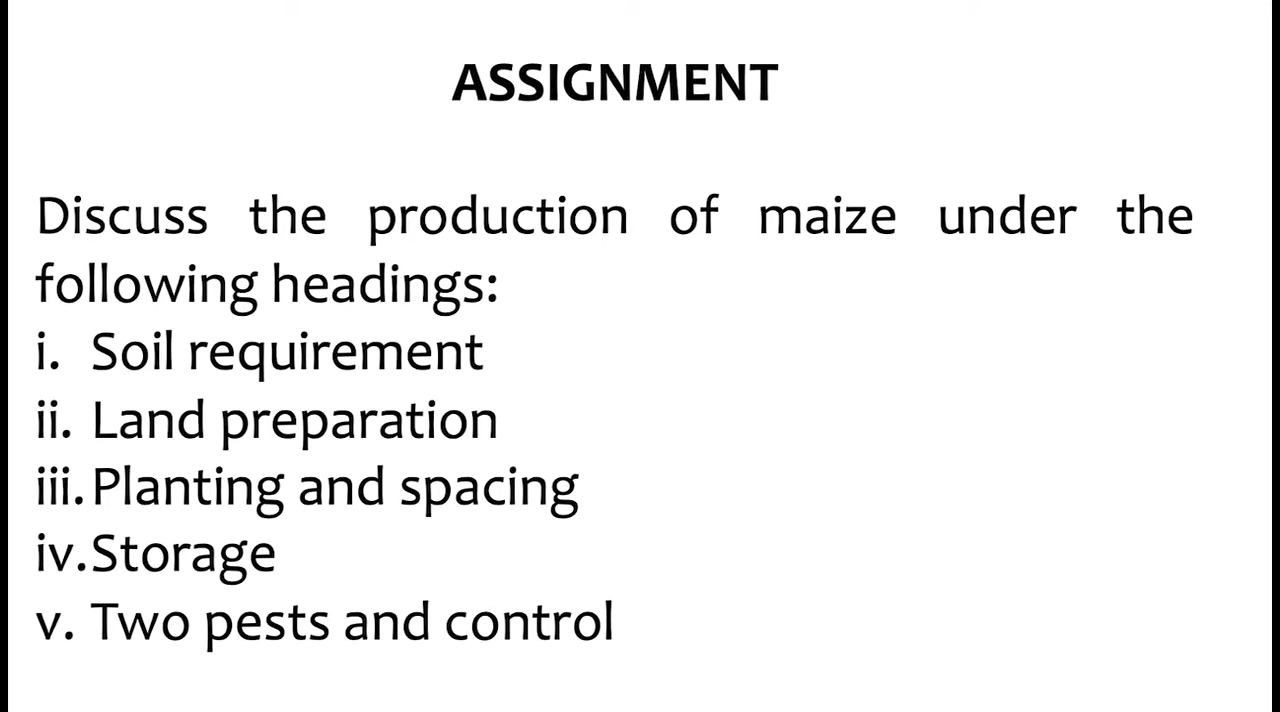 ASSIGNMENT
Discuss the production of maize under the
following headings:
i. Soil requirement
ii. Land preparation
iii. Planting and spacing
iv. Storage
v. Two pests and control